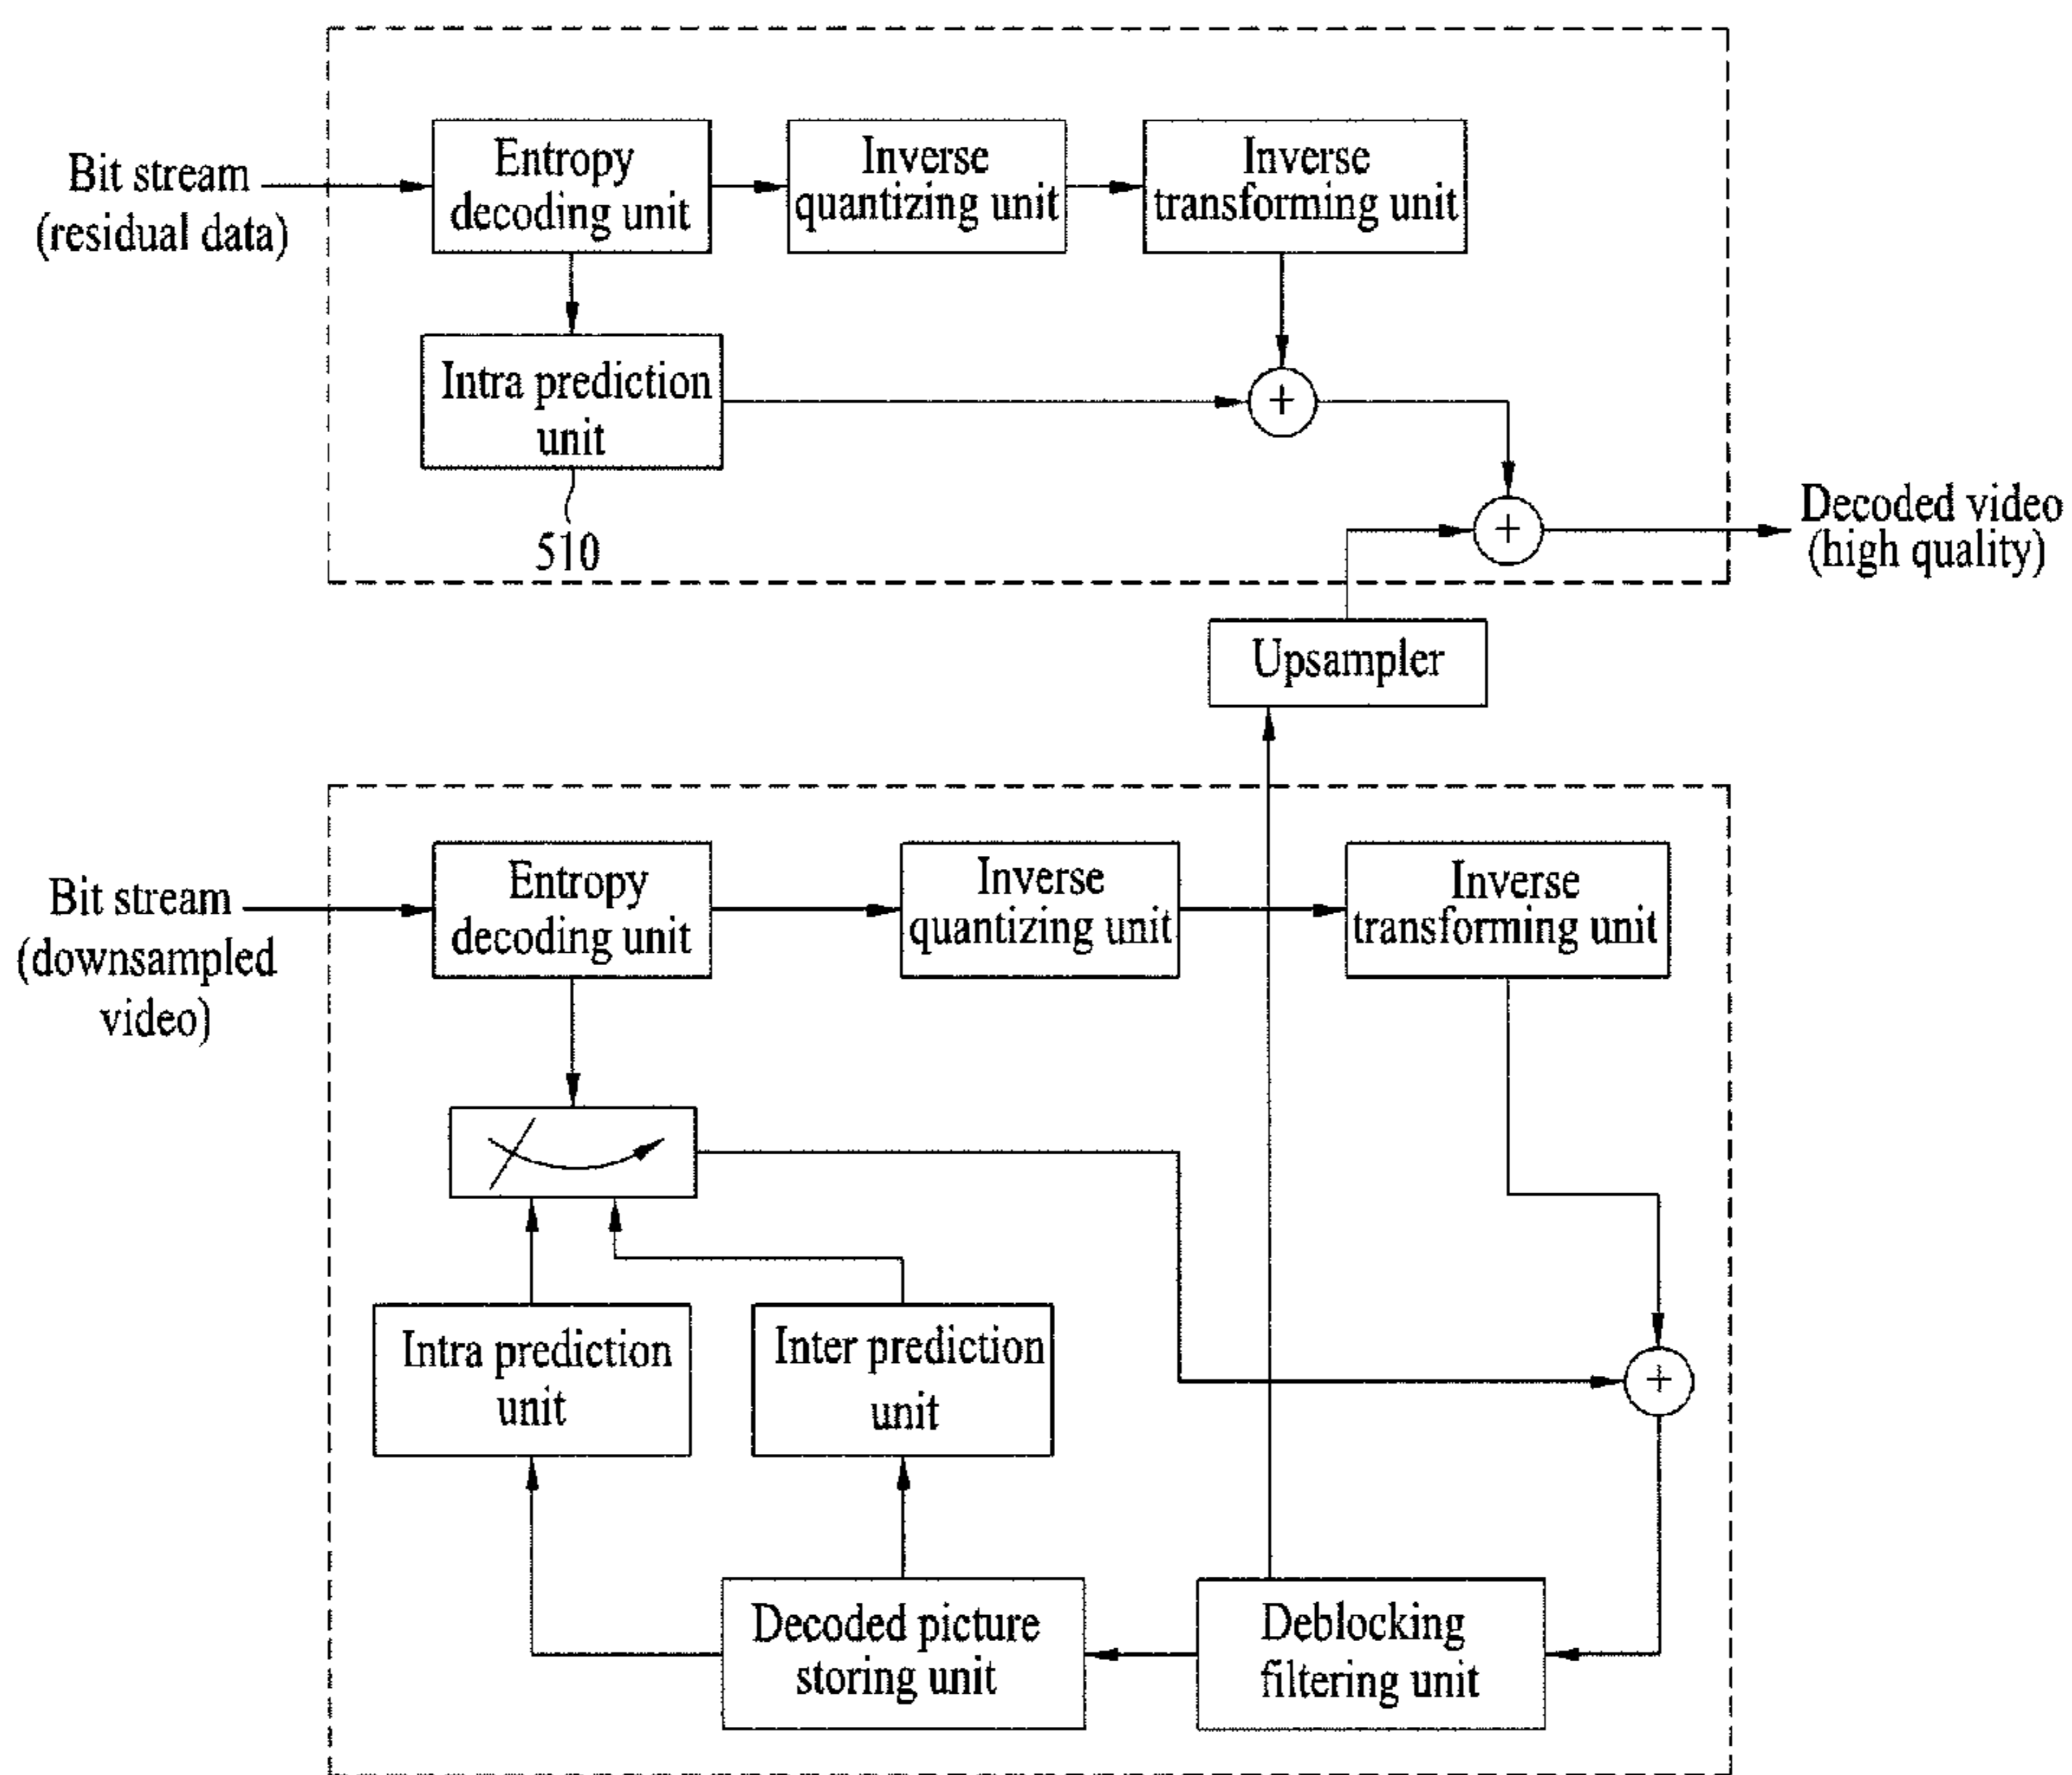 Bit stream
(residual data)
Entropy
decoding unit
Inverse
quantizing unit
Inverse
transforming unit
Intra prediction
unit
510
+
+
Decoded video
(high quality)
Upsampler
Bit stream
(downsampled
video)
Entropy
decoding unit
Inverse
quantizing unit
Inverse
transforming unit
Intra prediction
unit
Inter prediction
unit
+
Decoded picture
storing unit
Deblocking
filtering unit